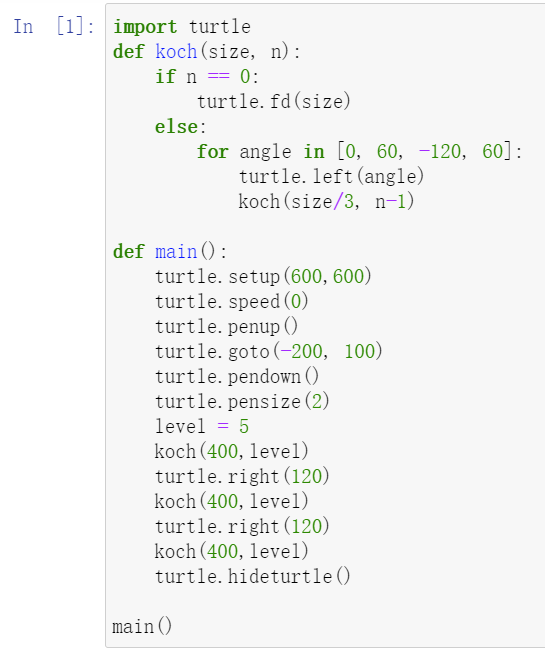 In [1]: import turtle
def koch(size, n):
    if n == 0:
        turtle.fd(size)
    else:
        for angle in [0, 60, -120, 60]:
            turtle.left(angle)
            koch(size/3, n-1)

def main():
    turtle.setup(600,600)
    turtle.speed(0)
    turtle.penup()
    turtle.goto(-200, 100)
    turtle.pendown()
    turtle.pensize(2)
    level = 5
    koch(400,level)
    turtle.right(120)
    koch(400,level)
    turtle.right(120)
    koch(400,level)
    turtle.hideturtle()

main()